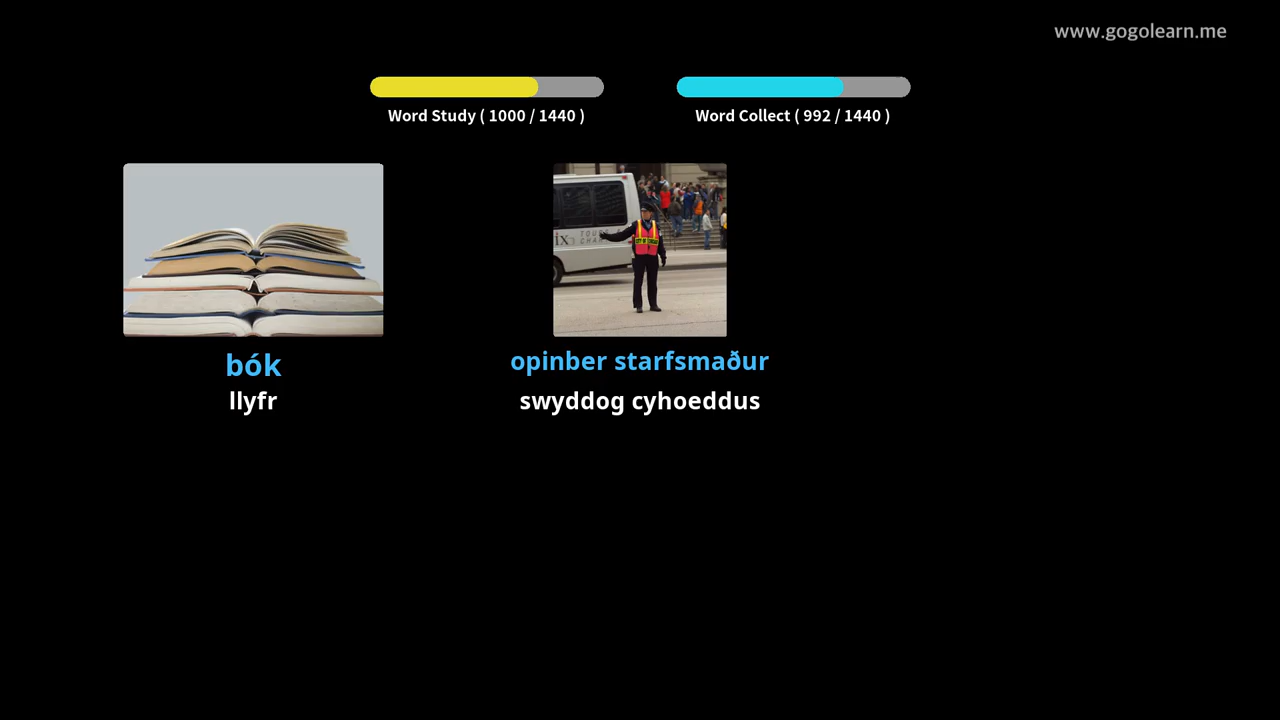 www.gogolearn.me
Word Study ( 1000 / 1440 )
Word Collect ( 992 / 1440 )
bók
llyfr
opinber starfsmaður
swyddog cyhoeddus